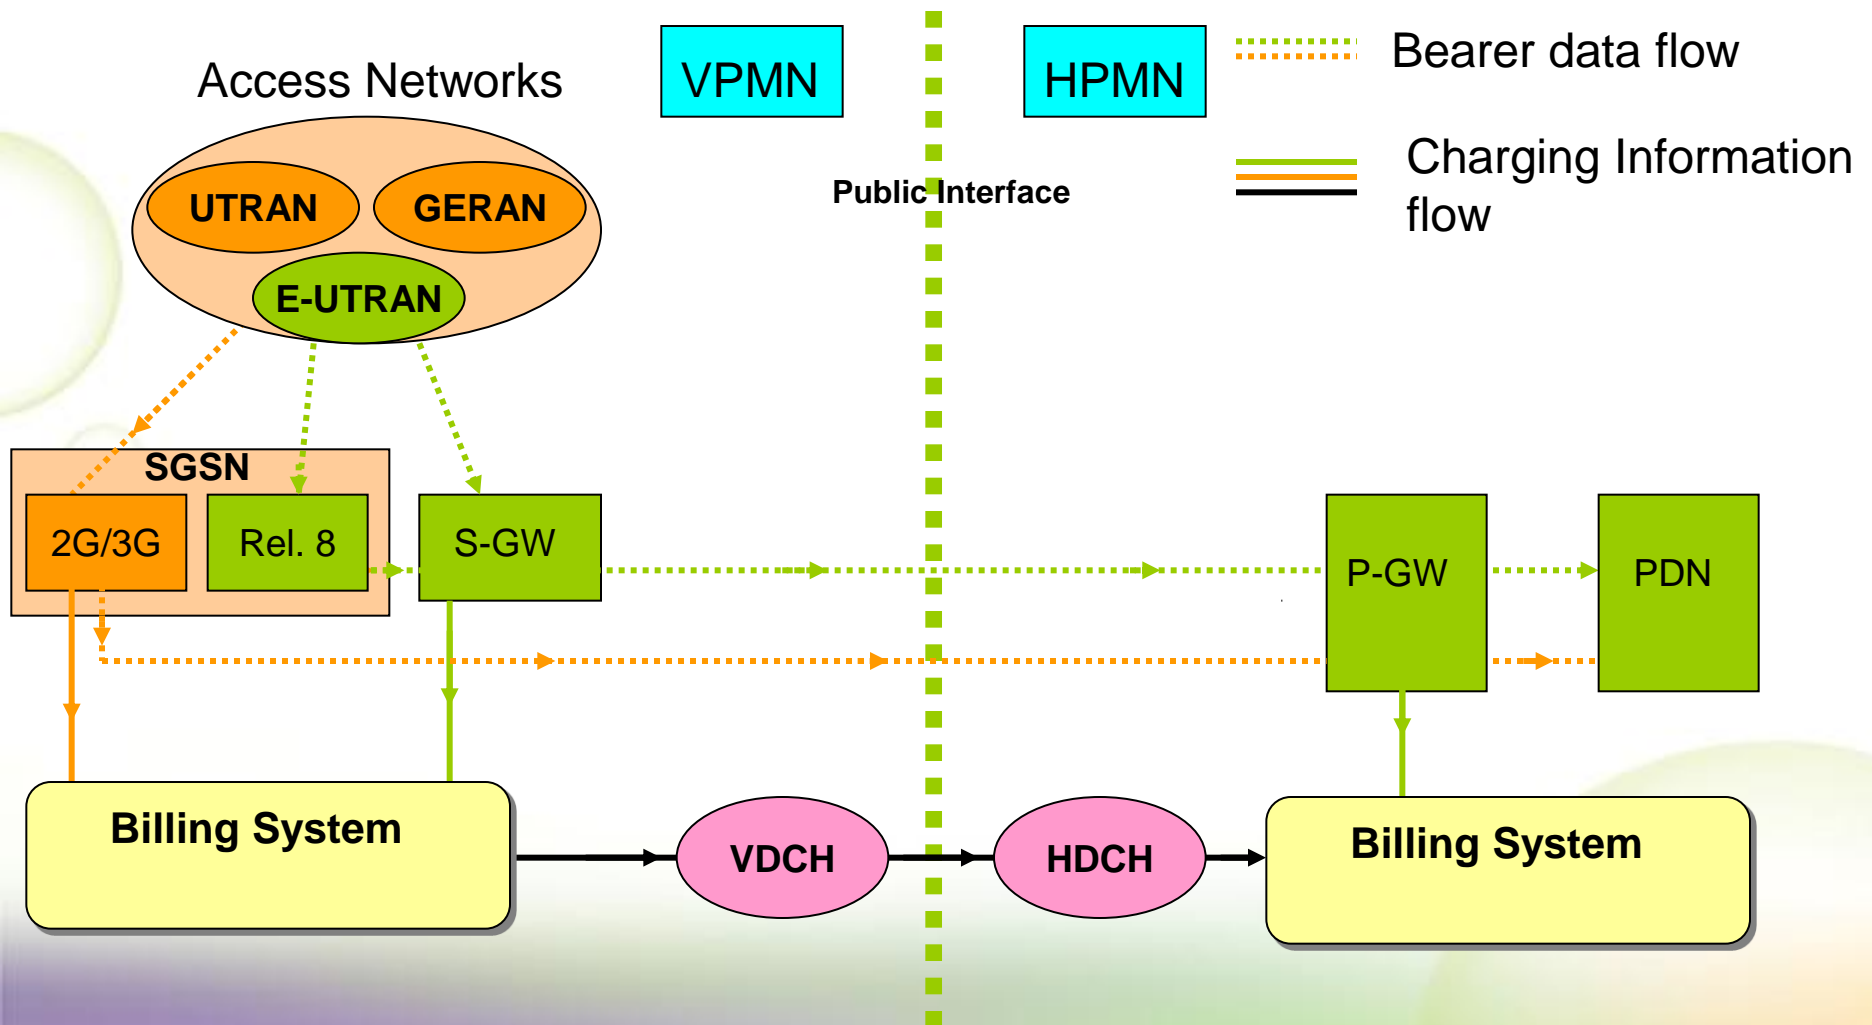 Access Networks
VPMN
HPMN
Bearer data flow
Charging Information
flow
Public Interface
UTRAN
GERAN
E-UTRAN
SGSN
2G/3G
Rel. 8
S-GW
P-GW
PDN
Billing System
VDCH
HDCH
Billing System